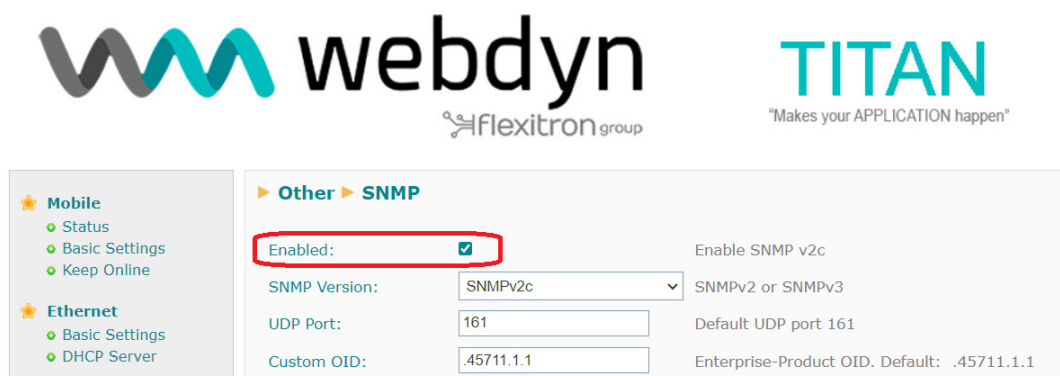 webdyn
flexitron group
TITAN
"Makes your APPLICATION happen"
Mobile
Status
Basic Settings
Keep Online
Ethernet
Basic Settings
DHCP Server
Other SNMP
Enabled: Enable SNMP v2c
SNMP Version: SNMPv2c SNMPv2 or SNMPv3
UDP Port: 161 Default UDP port 161
Custom OID: .45711.1.1 Enterprise-Product OID. Default: .45711.1.1